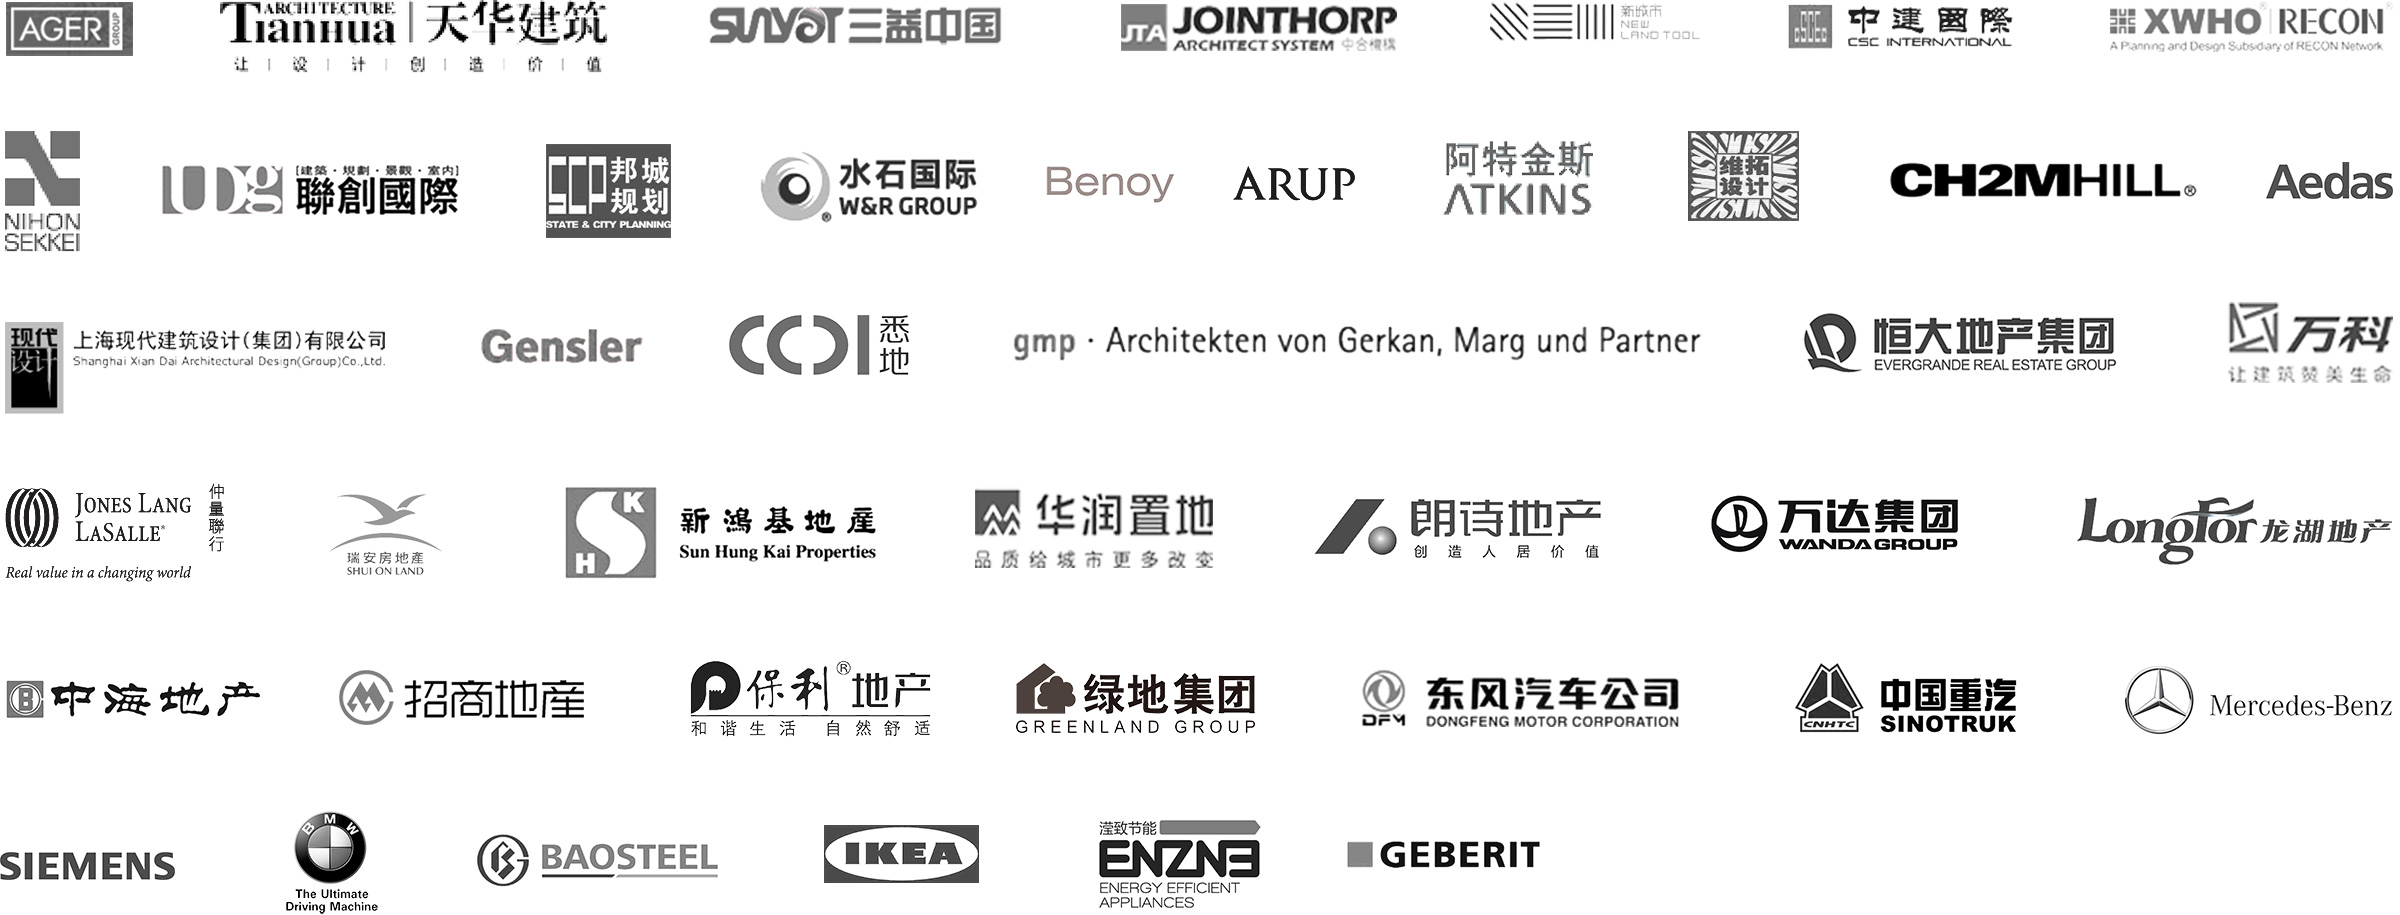 AGER GROUP
ARCHITECTURE
TIANHUA 天华建筑
让 设 计 创 造 价 值
SUNYAT 三益中国
JTA JOINTHORP
ARCHITECT SYSTEM 中合機構
新城市
NEW
LAND TOOL
CSCEC 中建國際
CSC INTERNATIONAL
XWHO® RECON
A Planning and Design Subsidiary of RECON Network
NIHON
SEKKEI
UDg [建築·規劃·景觀·室内]
聯創國際
SCP 邦城
规划
STATE & CITY PLANNING
水石国际
W&R GROUP
®
Benoy
ARUP
阿特金斯
ATKINS
维拓
设计
CH2MHILL®
Aedas
现代
设计
上海现代建筑设计(集团)有限公司
Shanghai Xian Dai Architectural Design(Group)Co.,Ltd.
Gensler
CCDI 悉地
gmp · Architekten von Gerkan, Marg und Partner
恒大地产集团
EVERGRANDE REAL ESTATE GROUP
万科
让建筑赞美生命
JONES LANG
LASALLE®
仲量聯行
Real value in a changing world
瑞安房地產
SHUI ON LAND
SHK
新鴻基地産
Sun Hung Kai Properties
华润置地
品质给城市更多改变
朗诗地产
创造人居价值
万达集团
WANDA GROUP
LongFor 龙湖地产
中海地产
招商地産
保利®地产
和谐生活 自然舒适
绿地集团
GREENLAND GROUP
DFM
东风汽车公司
DONGFENG MOTOR CORPORATION
CNHTC
中国重汽
SINOTRUK
Mercedes-Benz
SIEMENS
BMW
The Ultimate
Driving Machine
BAOSTEEL
IKEA
滢致节能
ENZNE
ENERGY EFFICIENT
APPLIANCES
GEBERIT